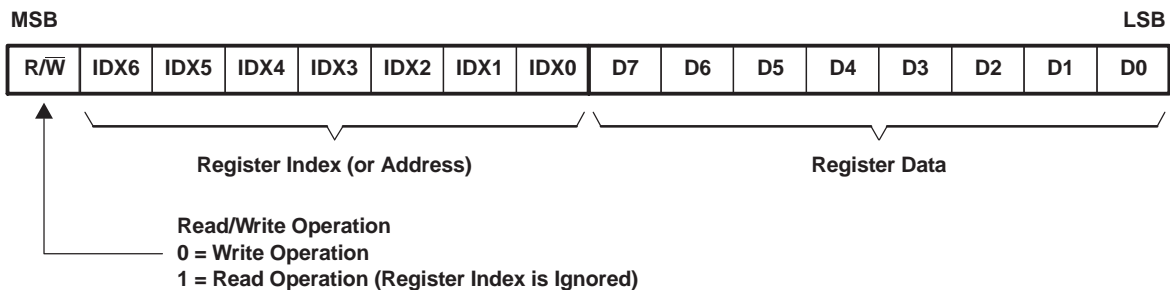 MSB LSB
R/W̅ IDX6 IDX5 IDX4 IDX3 IDX2 IDX1 IDX0 D7 D6 D5 D4 D3 D2 D1 D0
Register Index (or Address) Register Data
Read/Write Operation
0 = Write Operation
1 = Read Operation (Register Index is Ignored)